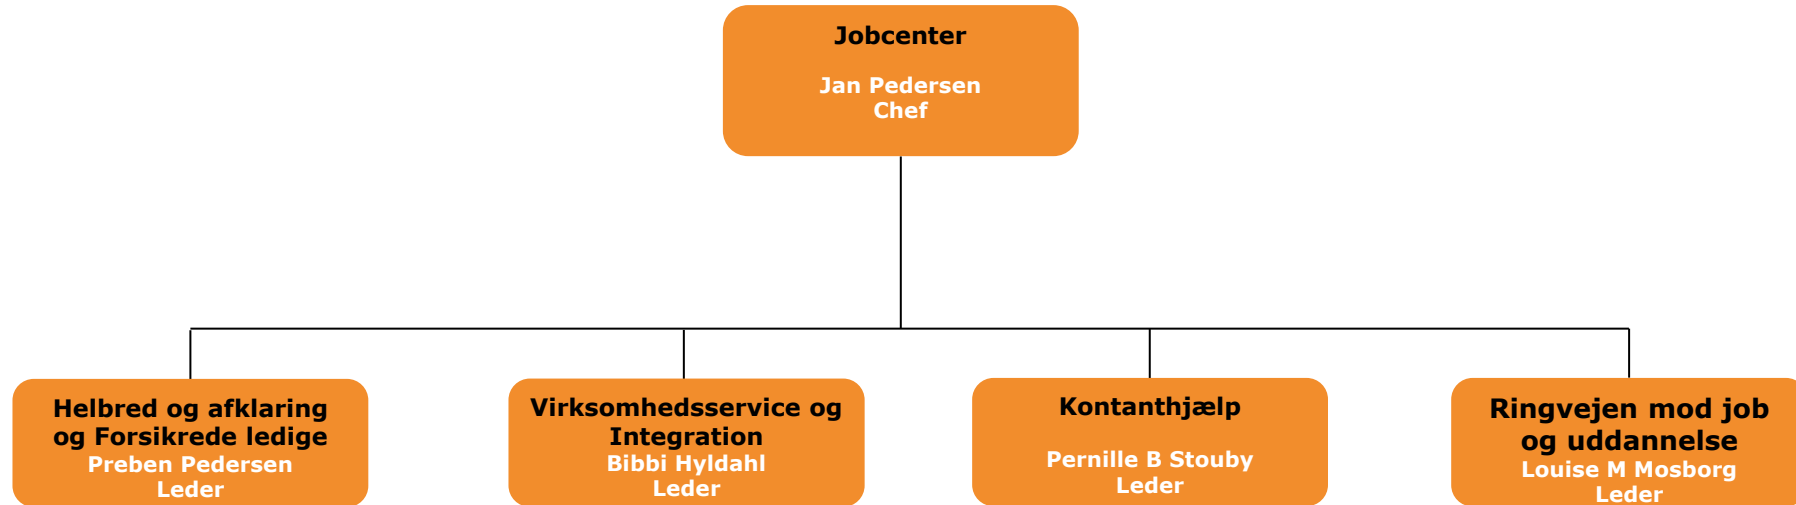 Jobcenter
Jan Pedersen
Chef
Helbred og afklaring
og Forsikrede ledige
Preben Pedersen
Leder
Virksomhedsservice og
Integration
Bibbi Hyldahl
Leder
Kontanthjælp
Pernille B Stouby
Leder
Ringvejen mod job
og uddannelse
Louise M Mosborg
Leder